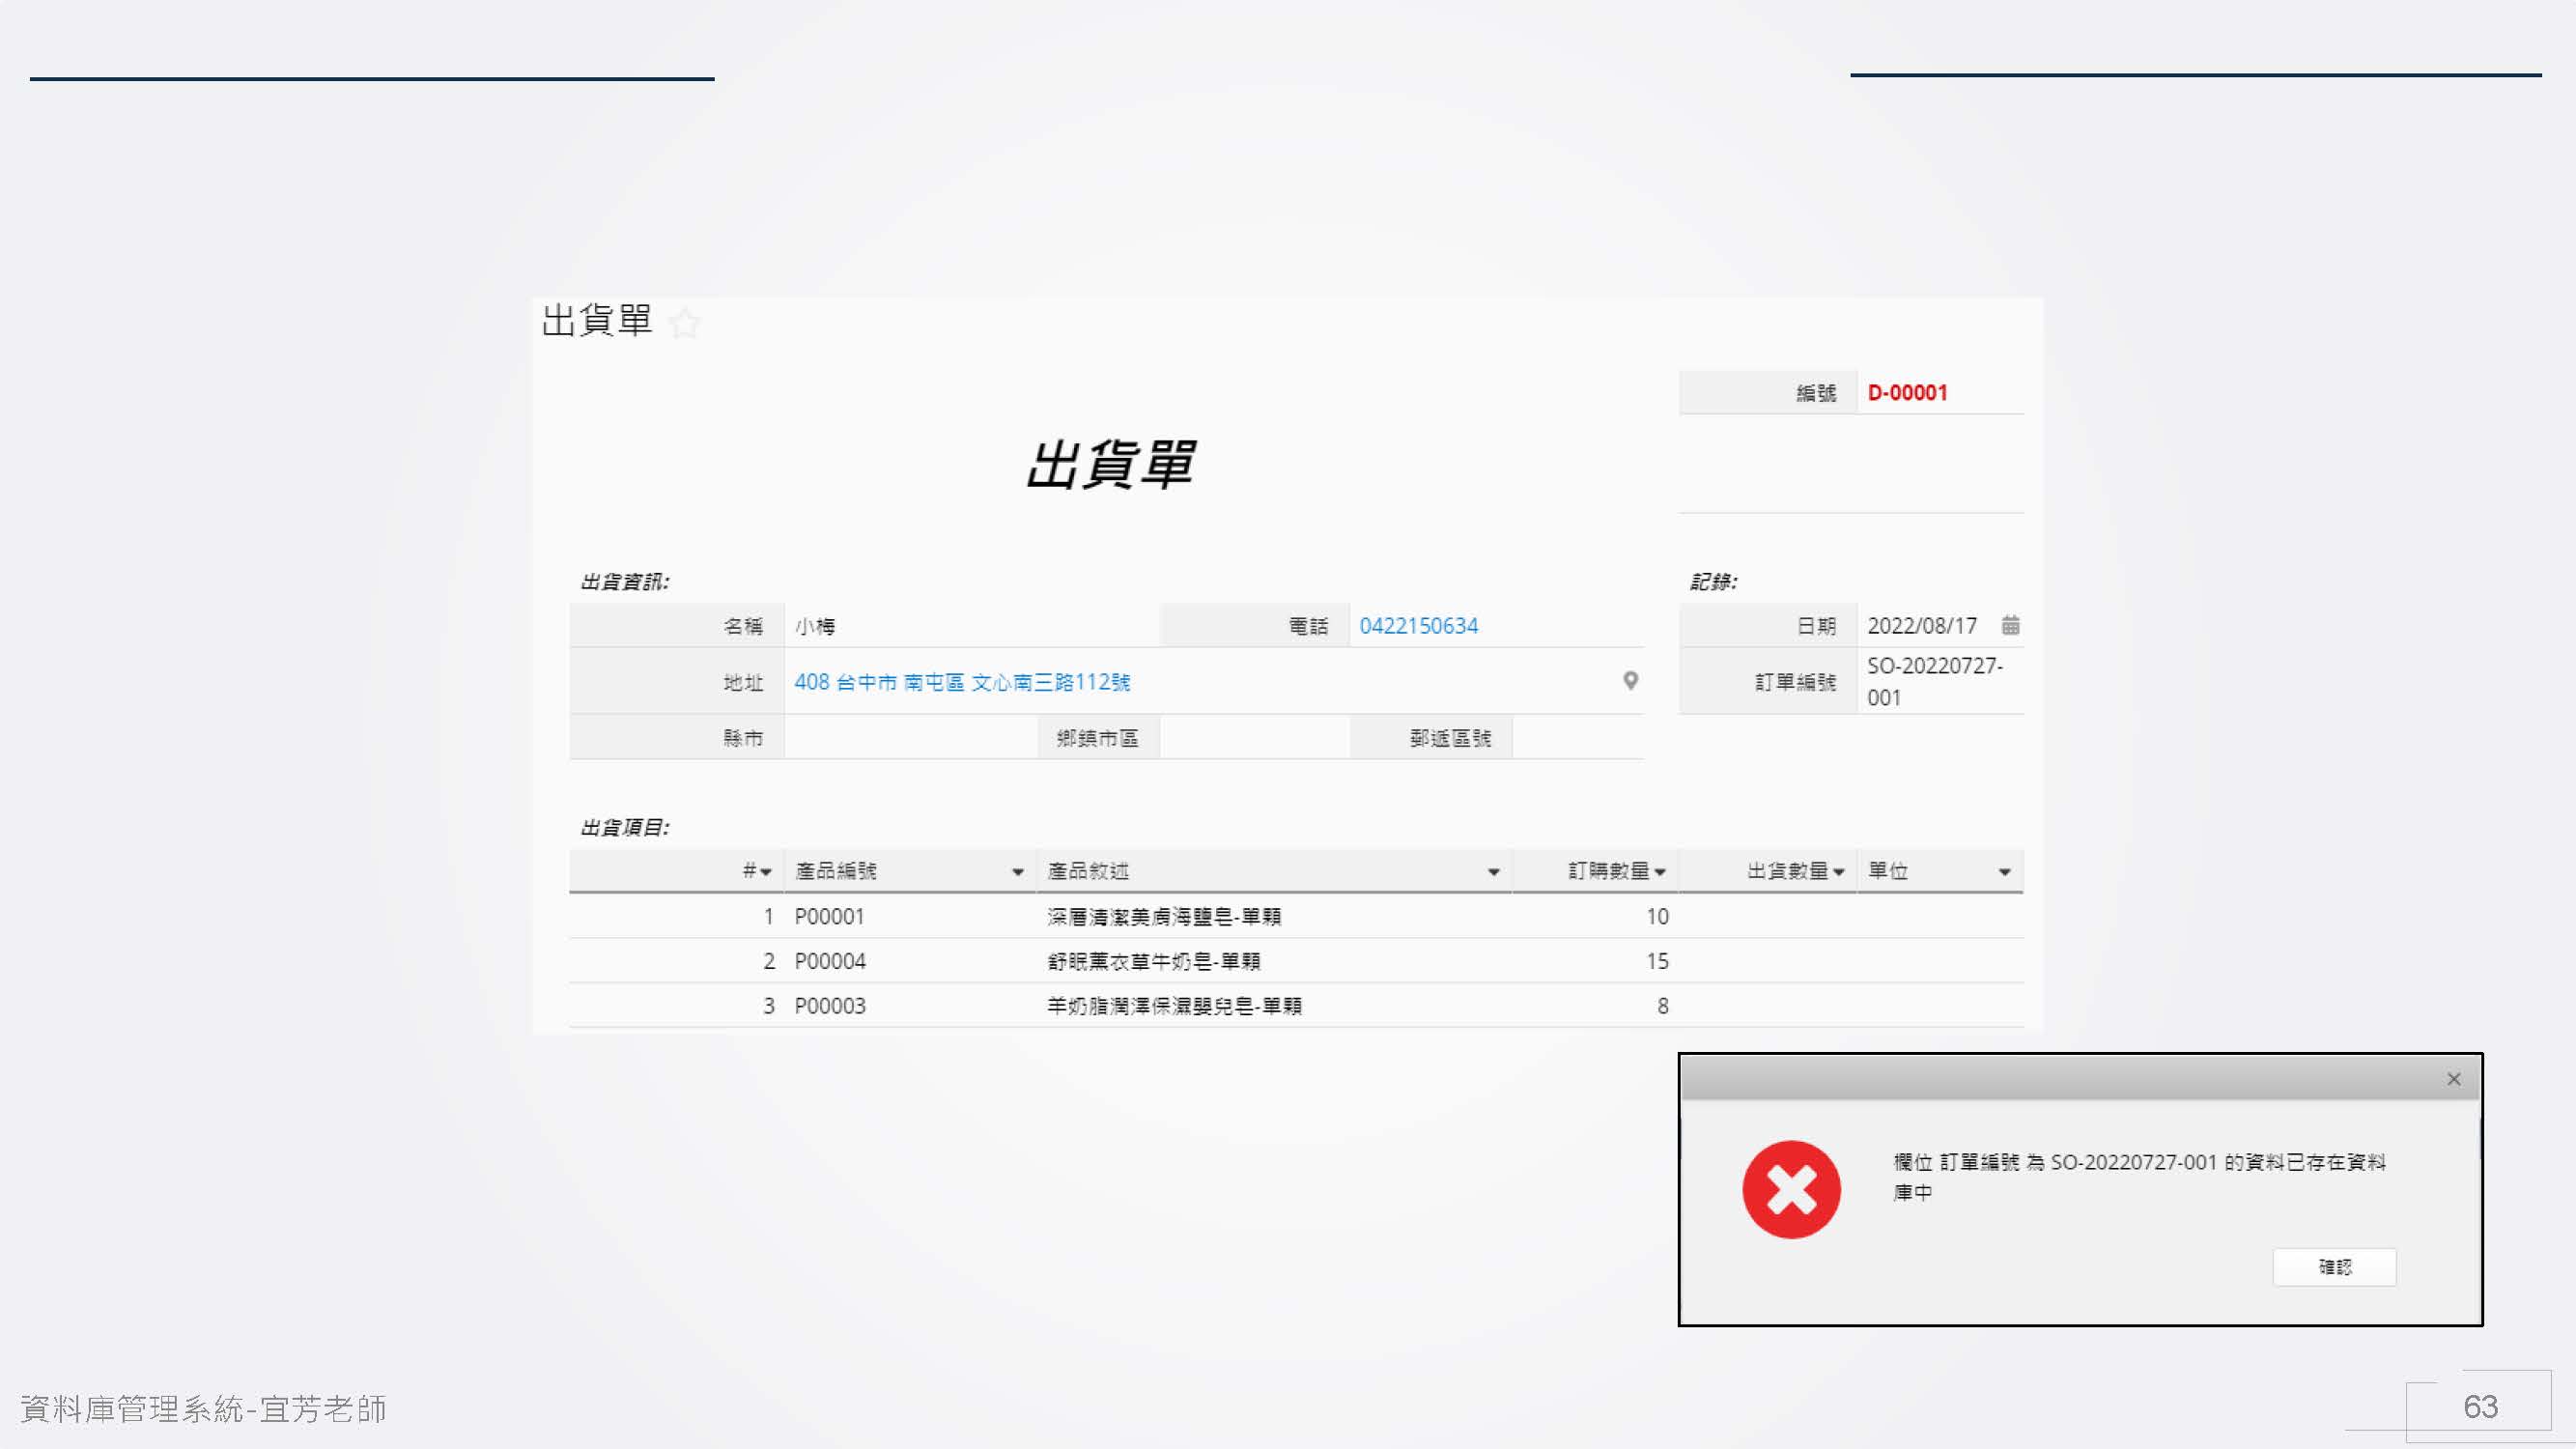 出貨單
編號 D-00001
出貨單
出貨資訊: 記錄:
名稱 小梅 電話 0422150634 日期 2022/08/17
地址 408 台中市 南屯區 文心南三路112號 訂單編號 SO-20220727-
001
縣市 鄉鎮市區 郵遞區號
出貨項目:
# 產品編號 產品敘述 訂購數量 出貨數量 單位
1 P00001 深層清潔美膚海鹽皂-單顆 10
2 P00004 舒眠薰衣草牛奶皂-單顆 15
3 P00003 羊奶脂潤澤保濕嬰兒皂-單顆 8
欄位 訂單編號 為 SO-20220727-001 的資料已存在資料
庫中
確認
資料庫管理系統-宜芳老師
63